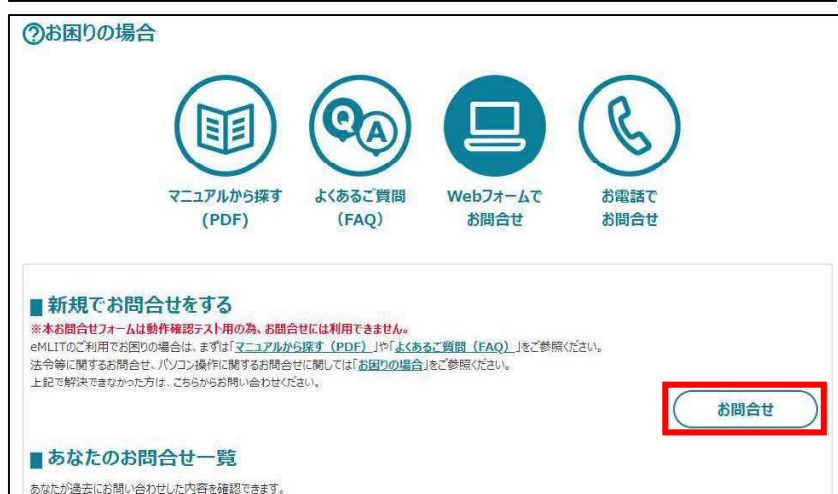 ?お困りの場合
Q A
マニュアルから探す
(PDF)
よくあるご質問
(FAQ)
Webフォームで
お問合せ
お電話で
お問合せ
■新規でお問合せをする
※本お問合せフォームは動作確認テスト用の為、お問合せには利用できません。
eMLITのご利用でお困りの場合は、まずは「マニュアルから探す（PDF）」や「よくあるご質問（FAQ）」をご参照ください。
法令等に関するお問合せ、パソコン操作に関するお問合せに関しては「お困りの場合」をご参照ください。
上記で解決できなかった方は、こちらからお問い合わせください。
お問合せ
■あなたのお問合せ一覧
あなたが過去にお問い合わせした内容を確認できます。